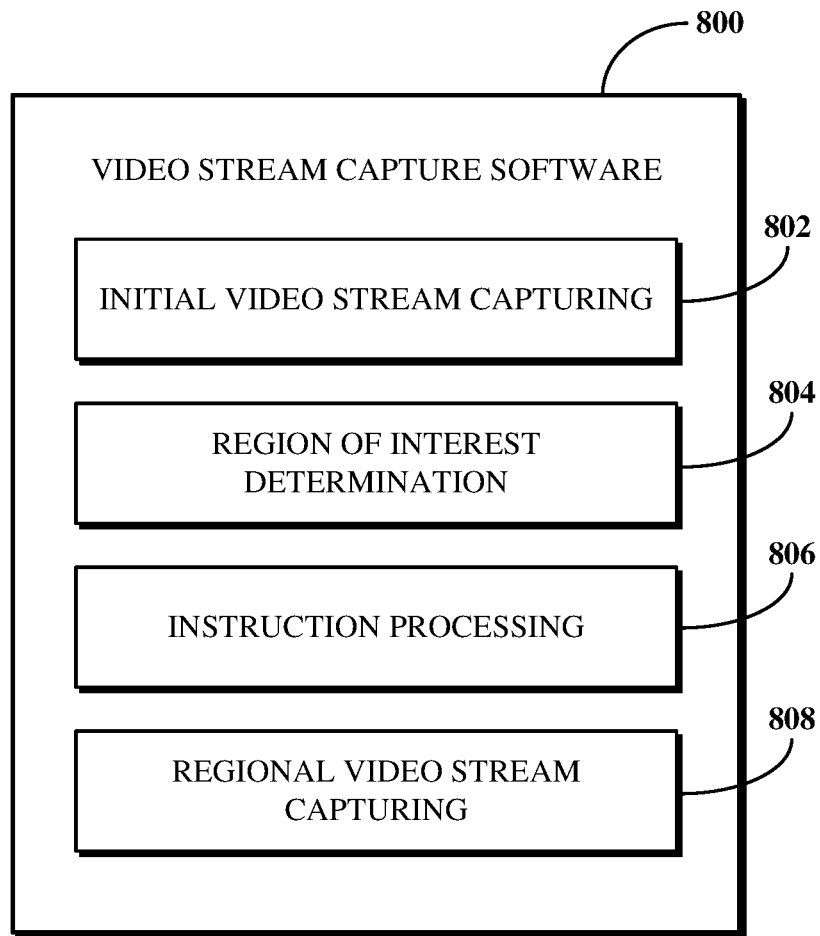 800
VIDEO STREAM CAPTURE SOFTWARE
802
INITIAL VIDEO STREAM CAPTURING
804
REGION OF INTEREST
DETERMINATION
806
INSTRUCTION PROCESSING
808
REGIONAL VIDEO STREAM
CAPTURING